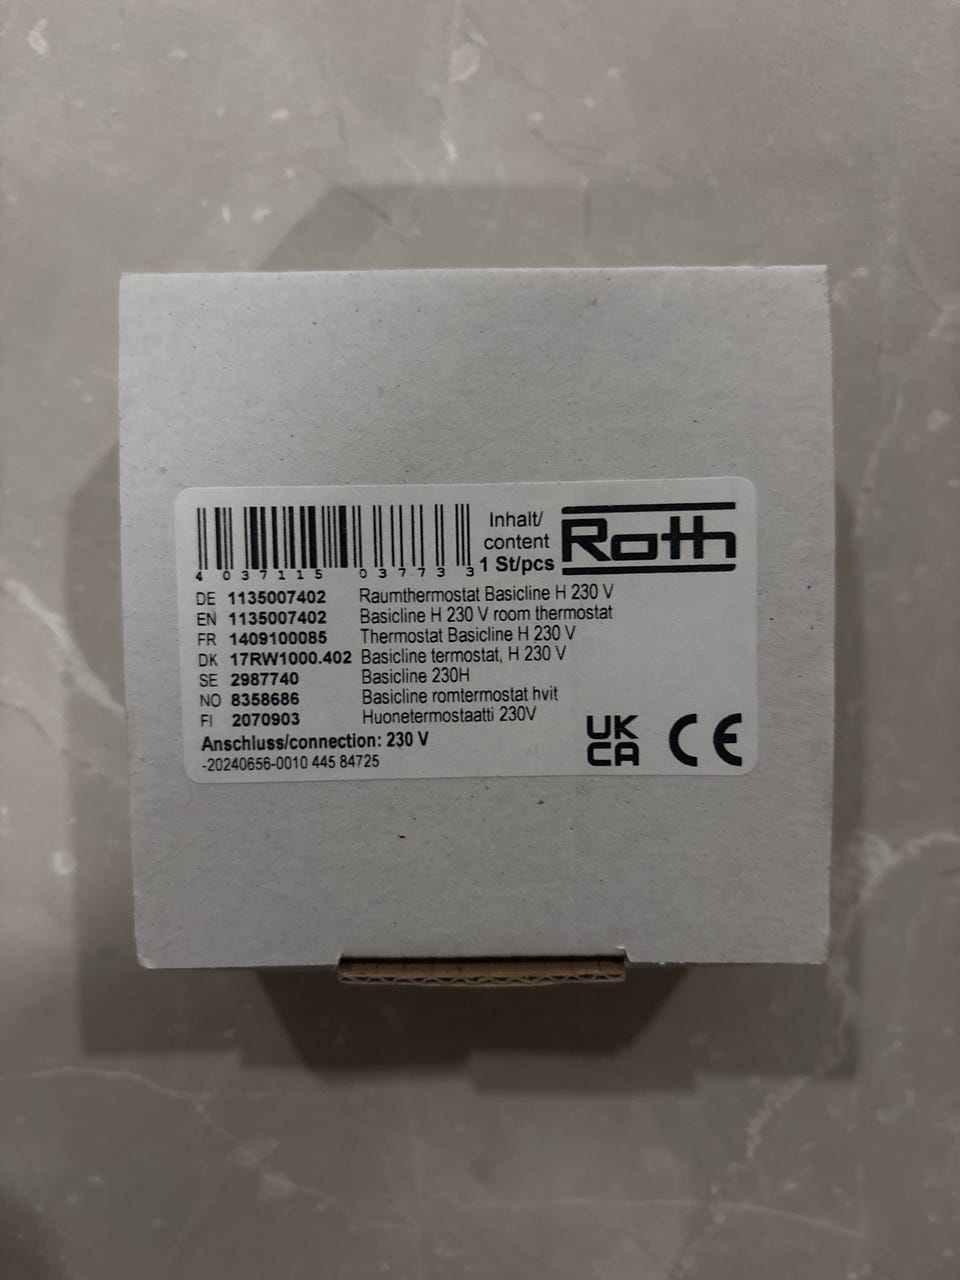 Inhalt/
content
1 St/pcs
Roth
4 037115 037733
DE 1135007402 Raumthermostat Basicline H 230 V
EN 1135007402 Basicline H 230 V room thermostat
FR 1409100085 Thermostat Basicline H 230 V
DK 17RW1000.402 Basicline termostat, H 230 V
SE 2987740 Basicline 230H
NO 8358686 Basicline romtermostat hvit
FI 2070903 Huonetermostaatti 230V
Anschluss/connection: 230 V
-20240656-0010 445 84725
UK
CA
CE